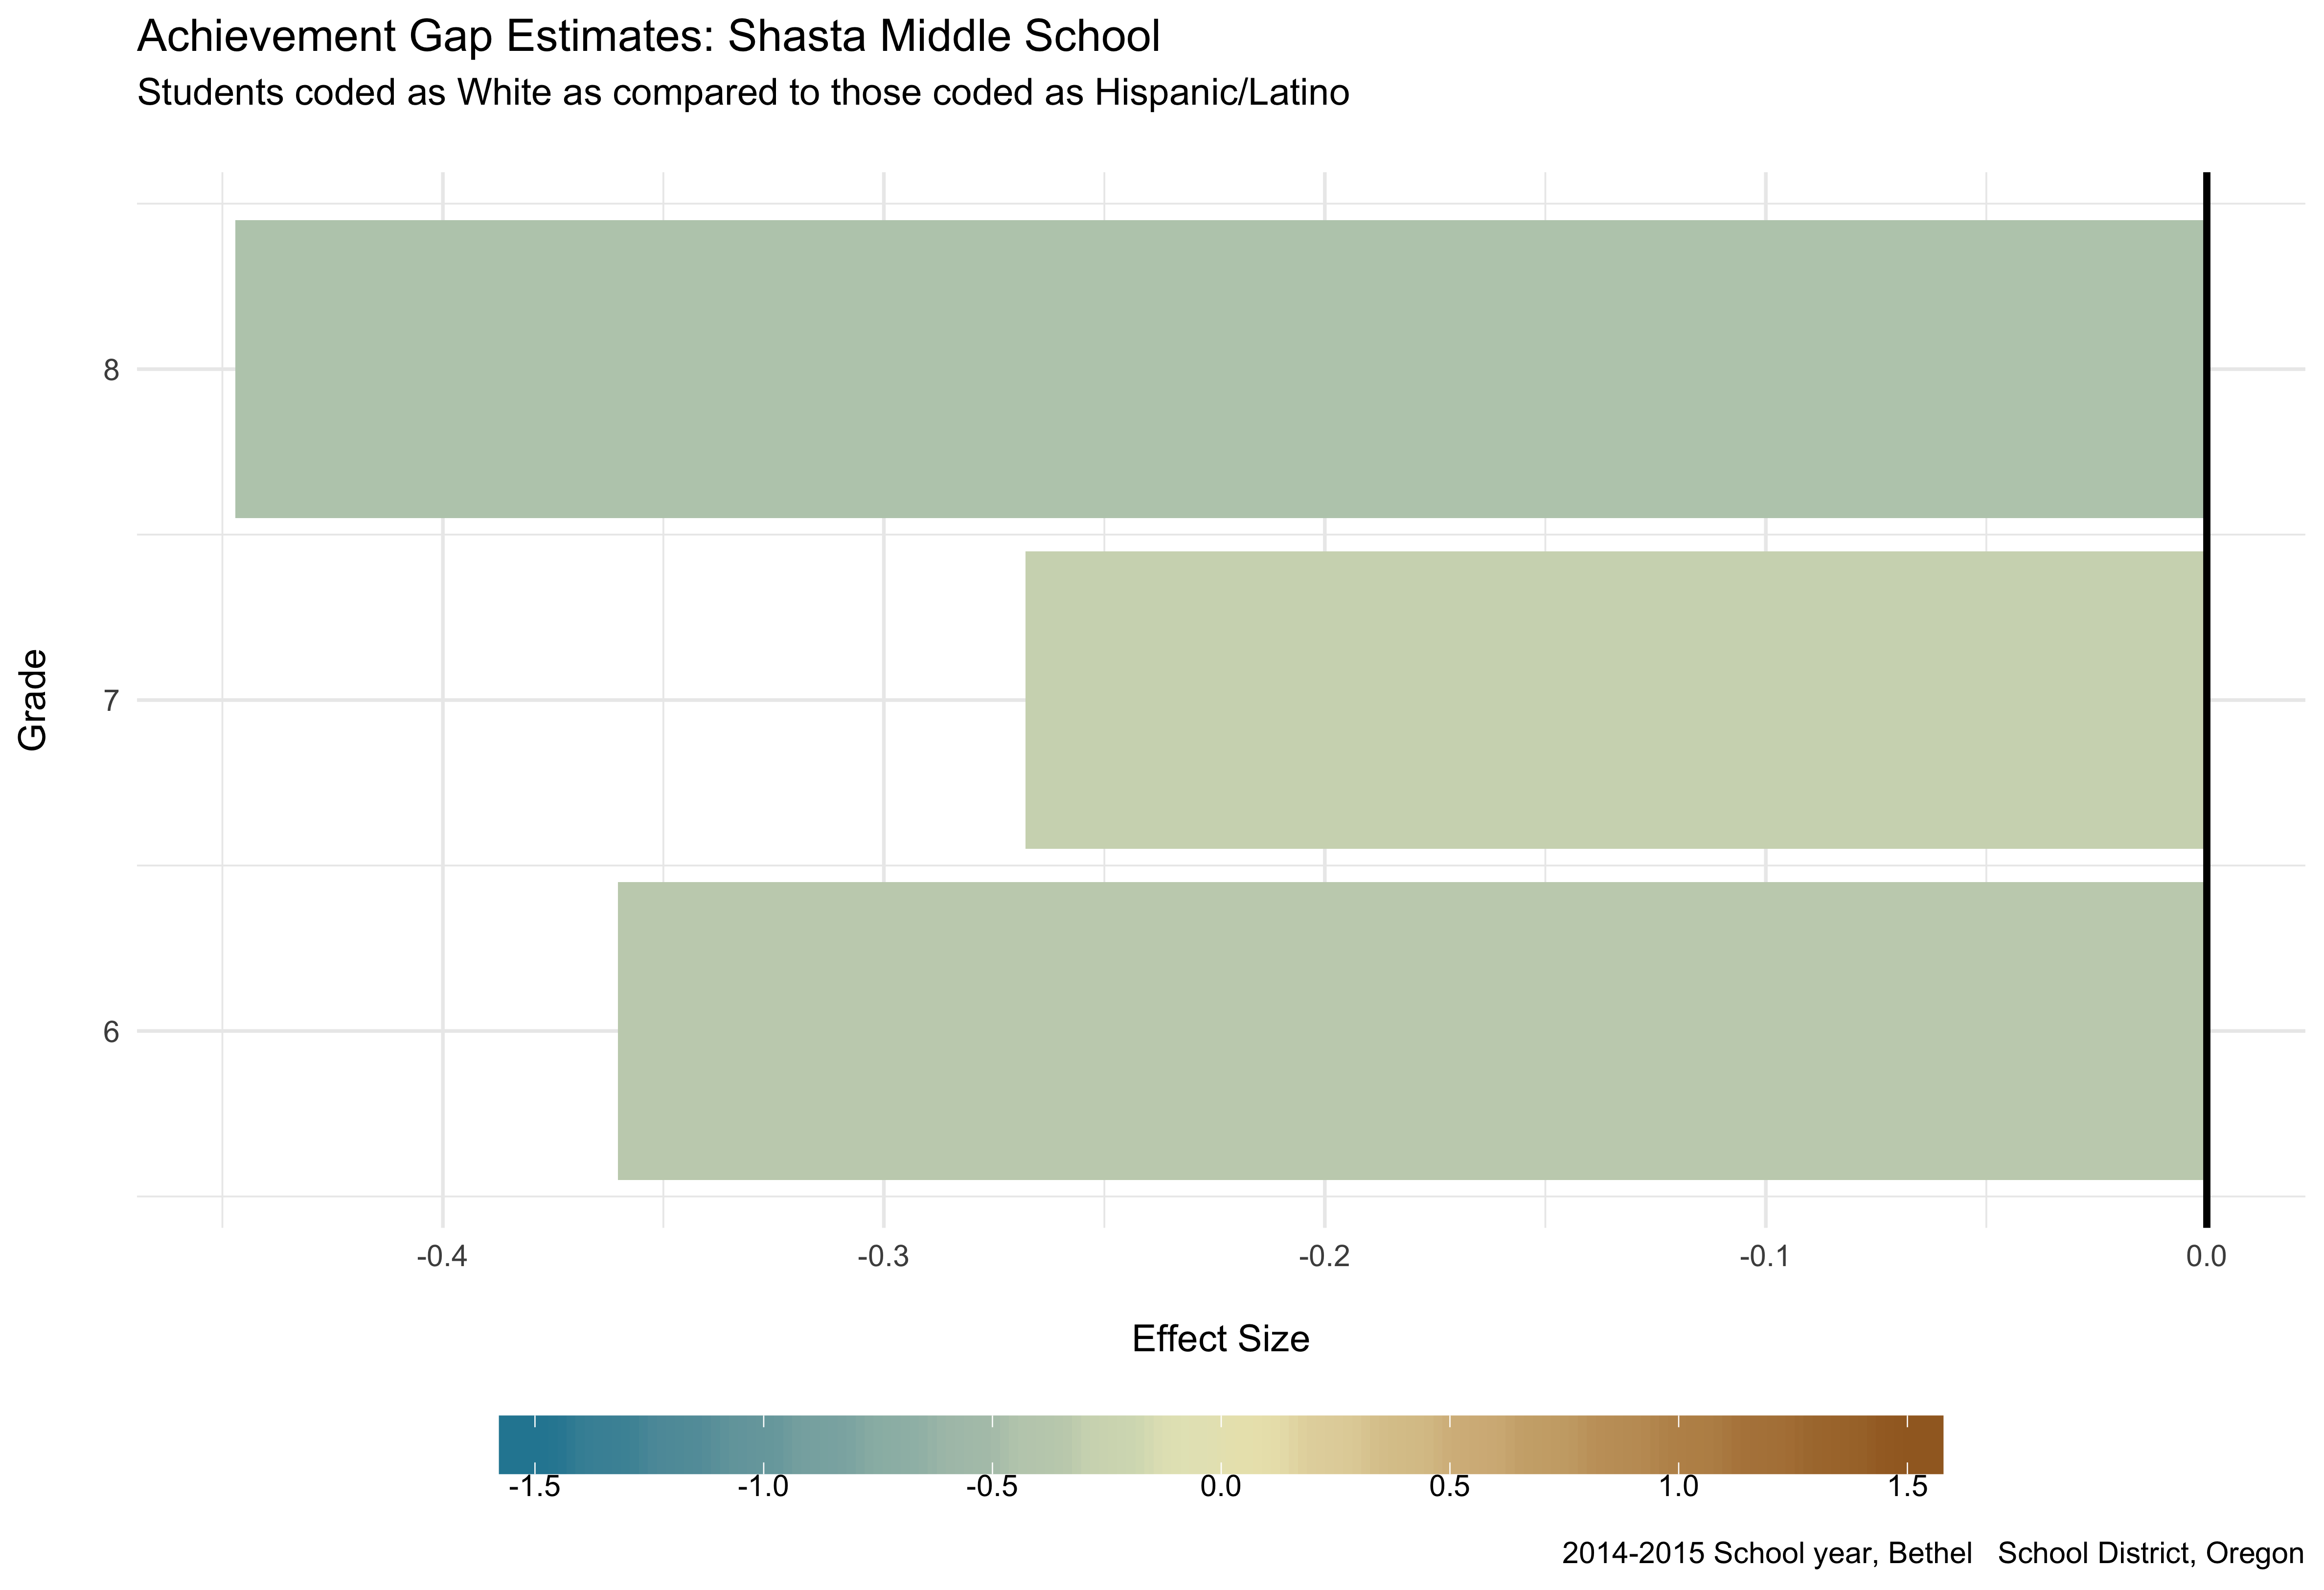 Achievement Gap Estimates: Shasta Middle School
Students coded as White as compared to those coded as Hispanic/Latino
8
7
6
Grade
-0.4 -0.3 -0.2 -0.1 0.0
Effect Size
-1.5 -1.0 -0.5 0.0 0.5 1.0 1.5
2014-2015 School year, Bethel   School District, Oregon